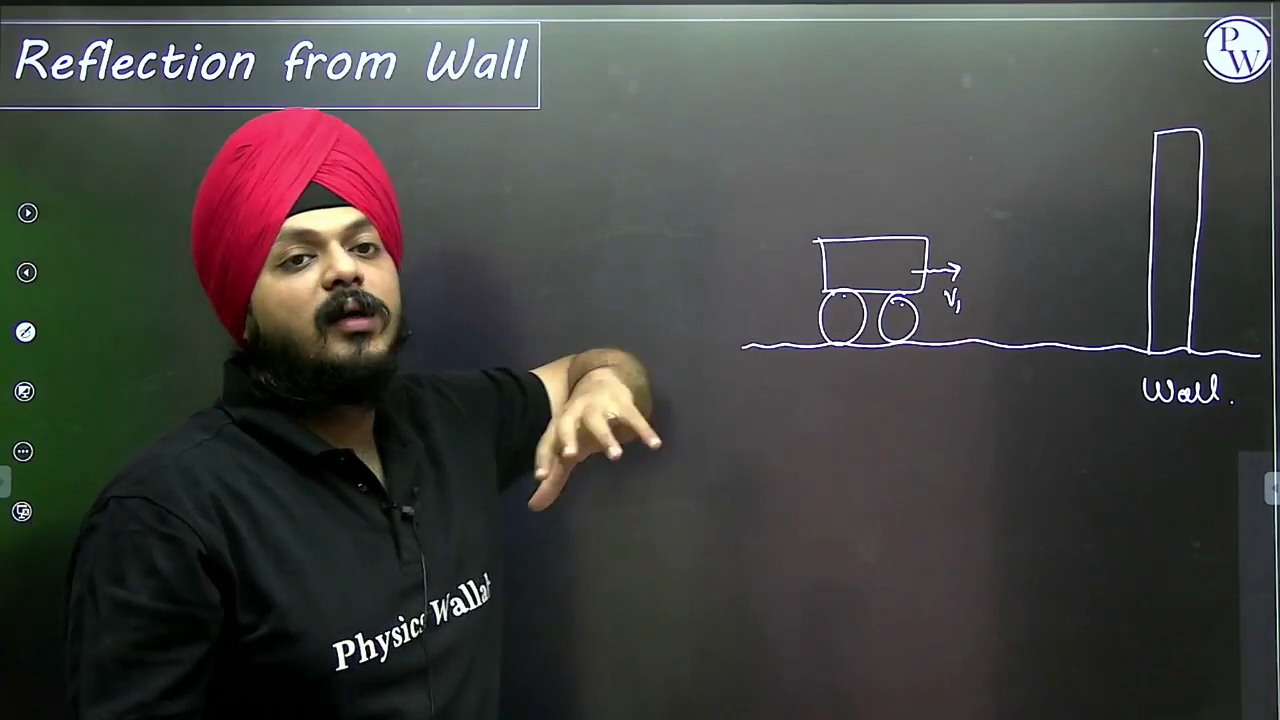 Reflection from Wall
PW
V₁
Wall.
Physics Wallah